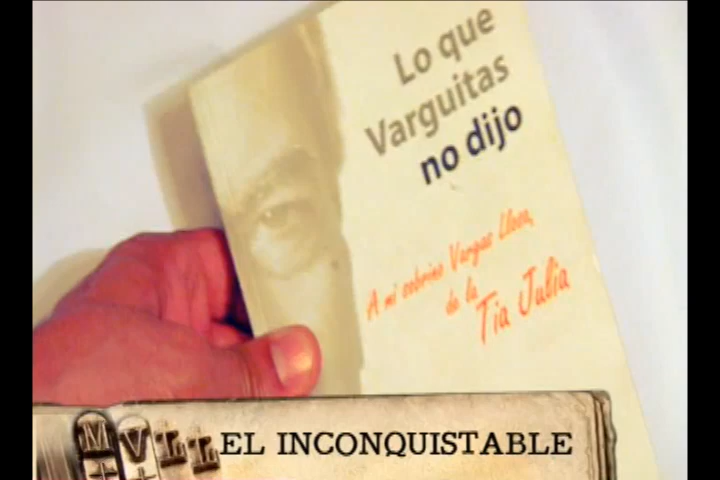 Lo que
Varguitas
no dijo
A mi sobrino Vargas Llosa,
de la
Tía Julia
MVLL EL INCONQUISTABLE